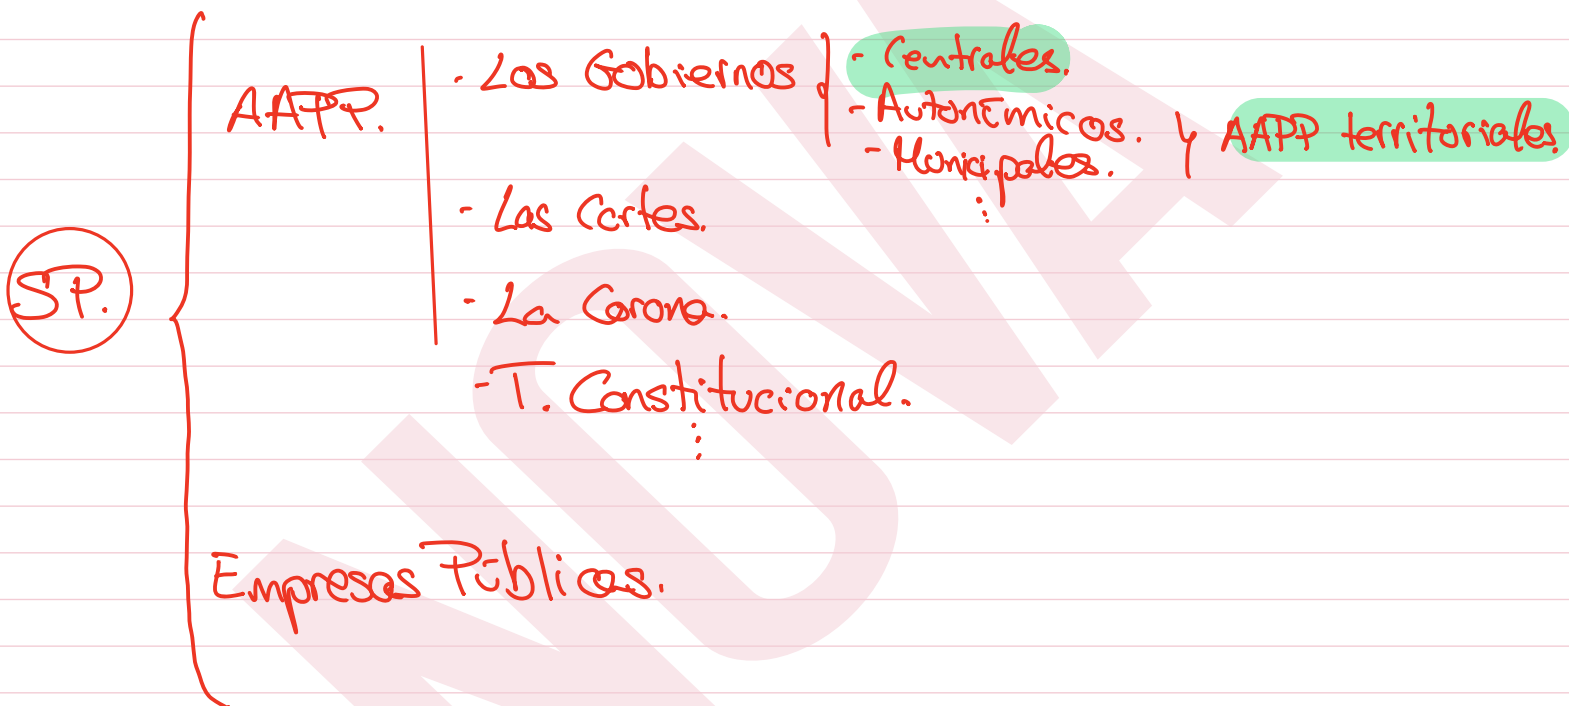 SP.
AAPP.
- Los Gobiernos
- Centrales.
- Autonómicos. y AAPP territoriales.
- Municipales.
⋮
- Las Cortes.
- La Corona.
- T. Constitucional.
⋮
Empresas Públicas.
NOVA